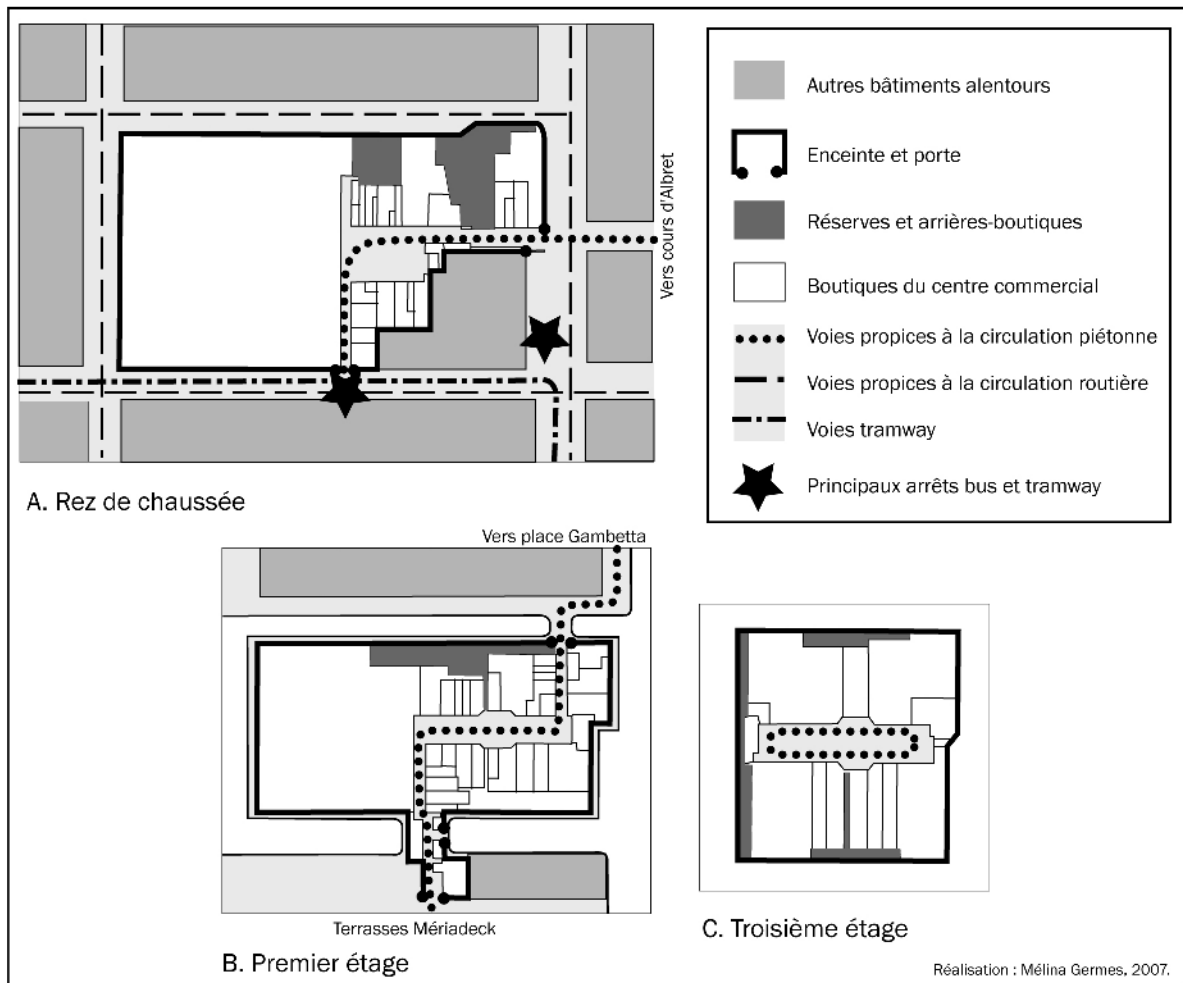 Vers cours d'Albret
A. Rez de chaussée
Autres bâtiments alentours
Enceinte et porte
Réserves et arrières-boutiques
Boutiques du centre commercial
Voies propices à la circulation piétonne
Voies propices à la circulation routière
Voies tramway
Principaux arrêts bus et tramway
Vers place Gambetta
Terrasses Mériadeck
B. Premier étage
C. Troisième étage
Réalisation : Mélina Germes, 2007.